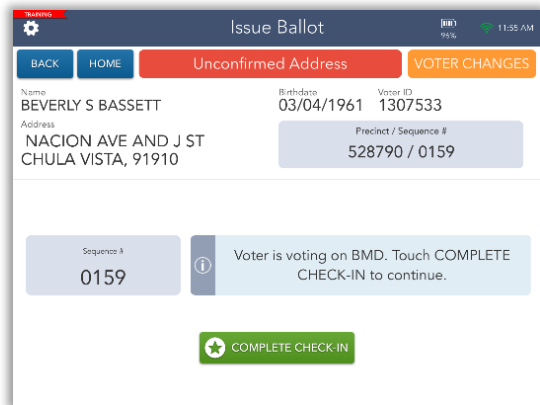 TRAINING
Issue Ballot
96%
11:55 AM
BACK
HOME
Unconfirmed Address
VOTER CHANGES
Name
BEVERLY S BASSETT
Birthdate
03/04/1961
Voter ID
1307533
Address
NACION AVE AND J ST
CHULA VISTA, 91910
Precinct / Sequence #
528790 / 0159
Sequence #
0159
Voter is voting on BMD. Touch COMPLETE
CHECK-IN to continue.
COMPLETE CHECK-IN